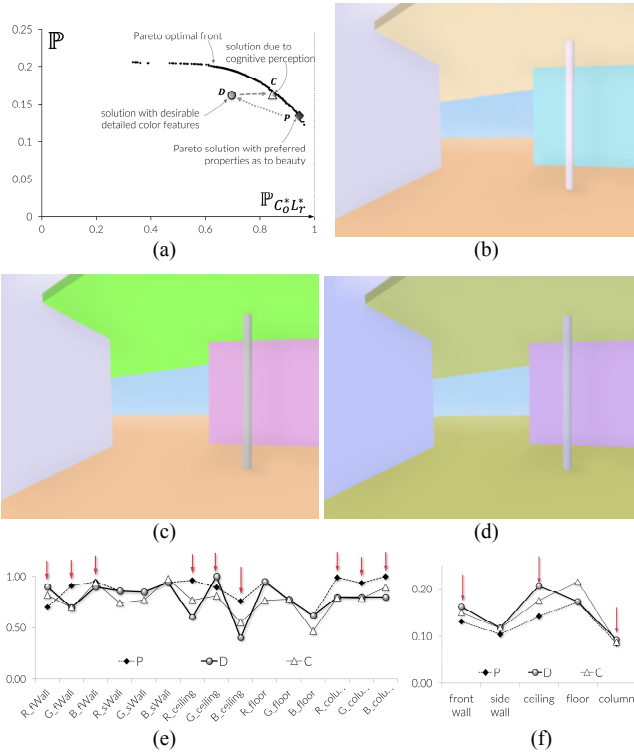 0.25
ℙ
Pareto optimal front
solution due to
cognitive perception
0.2
C
D
0.15
solution with desirable
detailed color features
P
0.1
Pareto solution with preferred
properties as to beauty
0.05
ℙ C*o L*r
0
0 0.2 0.4 0.6 0.8 1
(a) (b)
(c) (d)
1.00
0.50
P D C
0.00
R_fWall G_fWall B_fWall R_sWall G_sWall B_sWall R_ceiling G_ceiling B_ceiling R_floor G_floor B_floor R_colu... G_colu... B_colu...
(e)
0.20
0.10
P D C
0.00
front wall side wall ceiling floor column
(f)